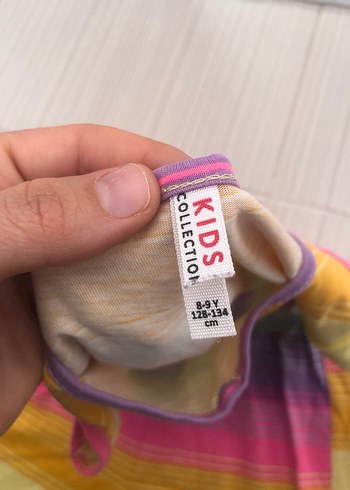 KIDS
COLLECTION
8-9 Y
128-134
cm